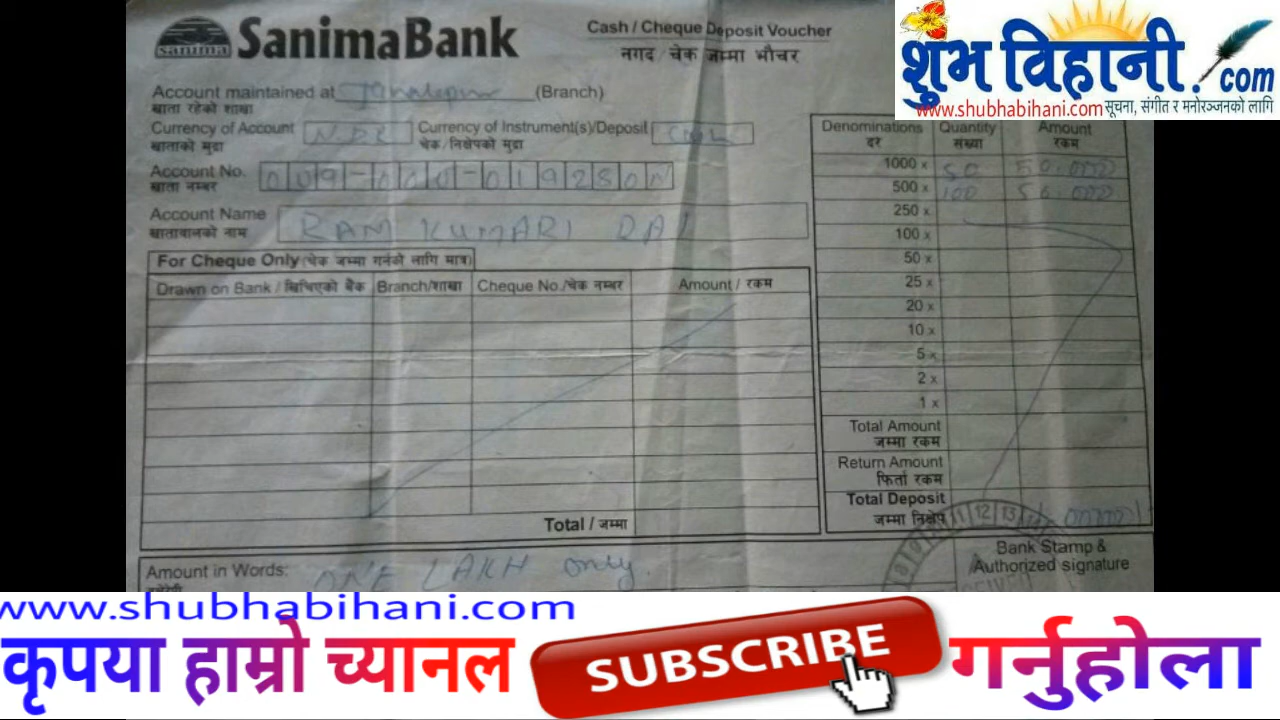 sanima SanimaBank
Cash / Cheque Deposit Voucher
नगद / चेक जम्मा भौचर
शुभ विहानी.com
www.shubhabihani.com सूचना, संगीत र मनोरञ्जनको लागि
Account maintained at (Branch)
खाता रहेको शाखा
Currency of Account NPR Currency of Instrument(s)/Deposit
खाताको मुद्रा चेक/निक्षेपको मुद्रा
Account No.
खाता नम्बर
Account Name RAM KUMARI RAI
खातावालको नाम
For Cheque Only (चेक जम्मा गर्नको लागि मात्र)
Drawn on Bank / खिचिएको बैंक Branch/शाखा Cheque No./चेक नम्बर Amount / रकम
Total / जम्मा
Denominations Quantity Amount
दर संख्या रकम
1000 x 50 50,000
500 x 100 50,000
250 x
100 x
50 x
25 x
20 x
10 x
5 x
2 x
1 x
Total Amount
जम्मा रकम
Return Amount
फिर्ता रकम
Total Deposit
जम्मा निक्षेप
Amount in Words: ONE LAKH only.
Bank Stamp &
Authorized signature
www.shubhabihani.com
कृपया हाम्रो च्यानल SUBSCRIBE गर्नुहोला